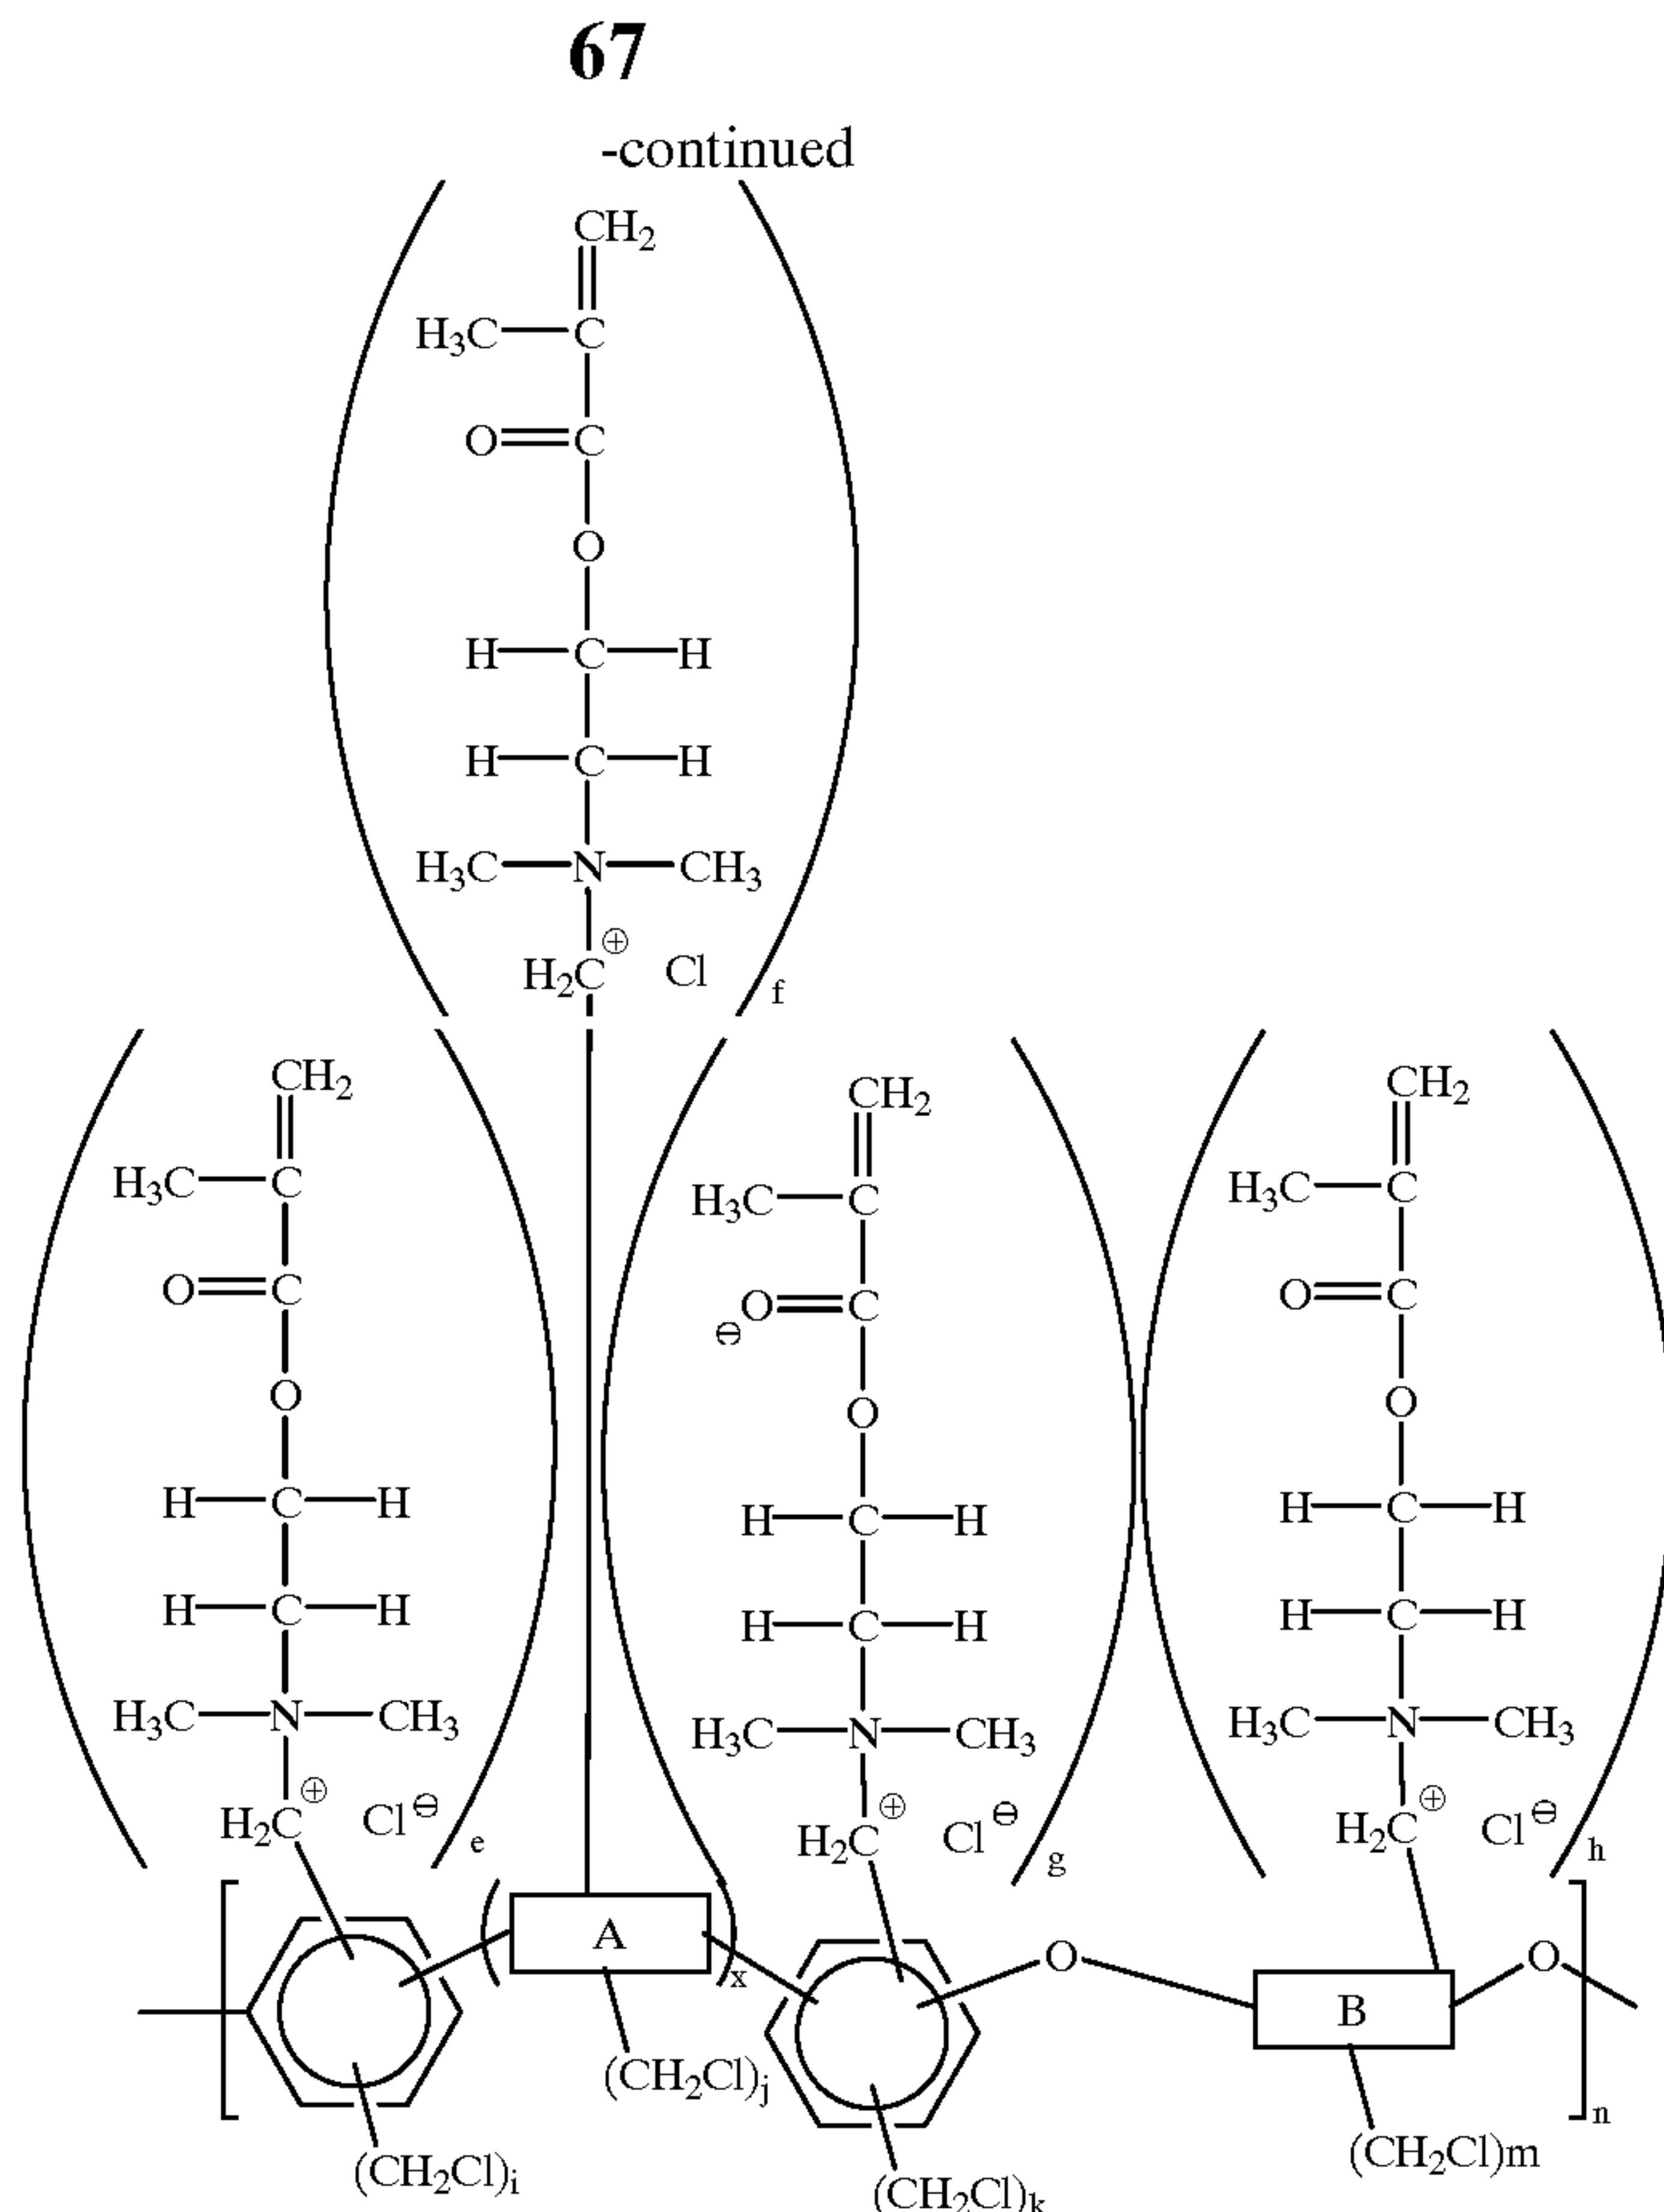 67
-continued
CH₂
H₃C—C
O=C
O
H—C—H
H—C—H
H₃C—N—CH₃
H₂C⊕ Cl
f
CH₂ CH₂ CH₂
H₃C—C H₃C—C H₃C—C
O=C ⊖O=C O=C
O O O
H—C—H H—C—H H—C—H
H—C—H H—C—H H—C—H
H₃C—N—CH₃ H₃C—N—CH₃ H₃C—N—CH₃
H₂C⊕ Cl⊖ H₂C⊕ Cl⊖ H₂C⊕ Cl⊖
e g h
A O B O
x n
(CH₂Cl)j (CH₂Cl)m
(CH₂Cl)i (CH₂Cl)k